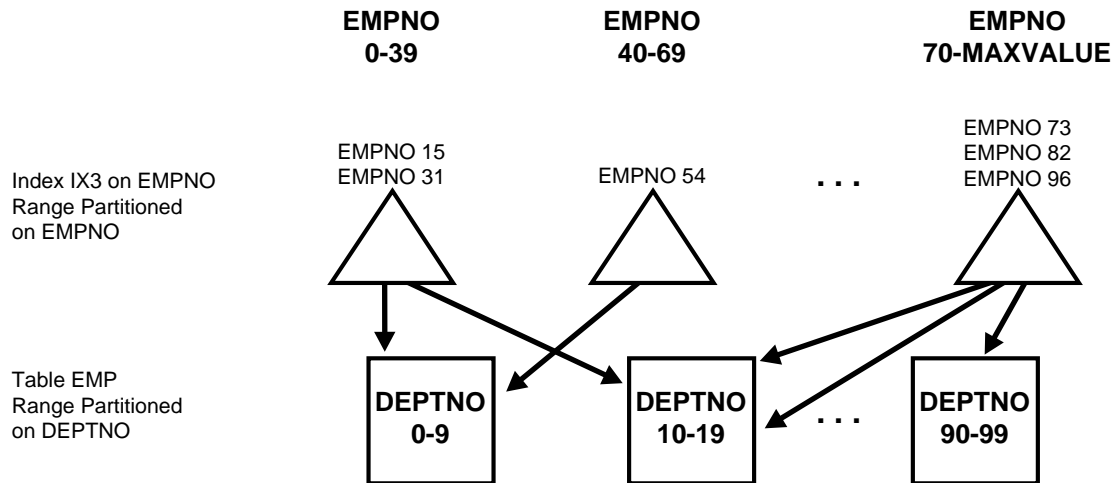 EMPNO
0-39
EMPNO
40-69
EMPNO
70-MAXVALUE
Index IX3 on EMPNO
Range Partitioned
on EMPNO
EMPNO 15
EMPNO 31
EMPNO 54
. . .
EMPNO 73
EMPNO 82
EMPNO 96
Table EMP
Range Partitioned
on DEPTNO
DEPTNO
0-9
DEPTNO
10-19
. . .
DEPTNO
90-99